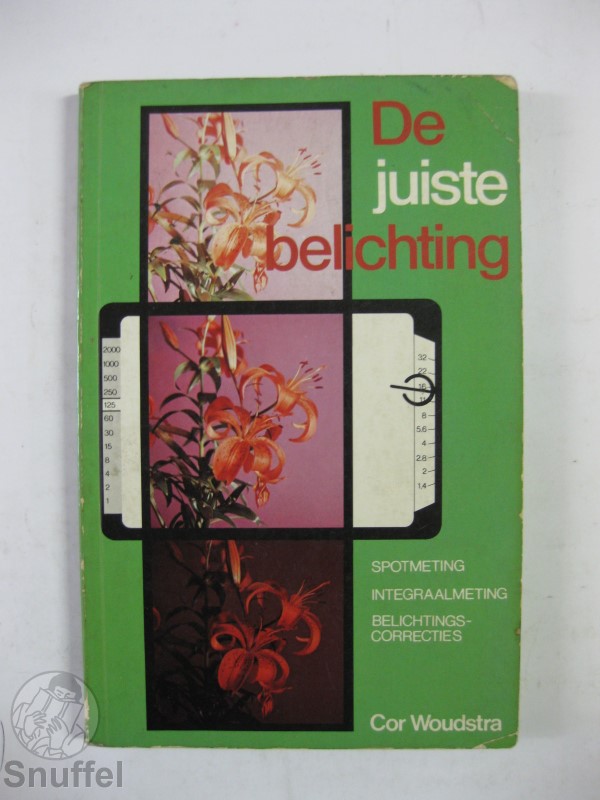 De
juiste
belichting
2000
1000
500
250
125
60
30
15
8
4
2
1
32
22
16
11
8
5.6
4
2.8
2
1,4
SPOTMETING
INTEGRAALMETING
BELICHTINGS-
CORRECTIES
Cor Woudstra
Snuffel